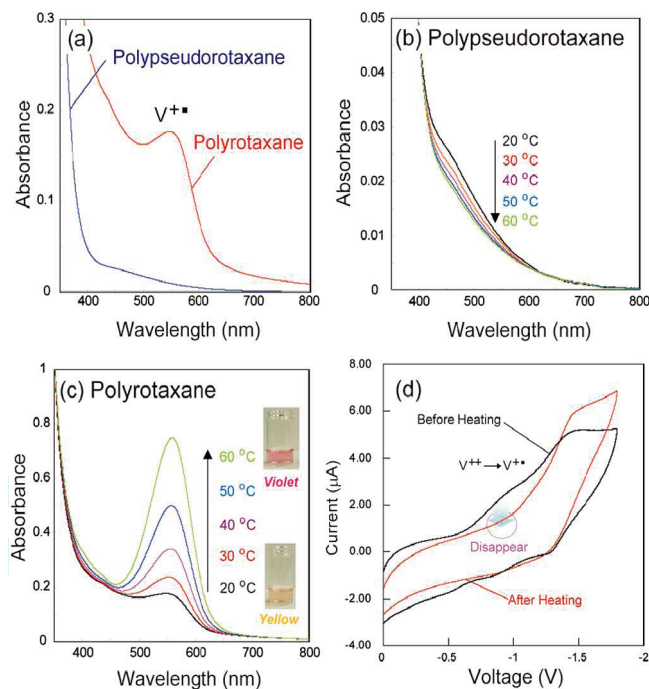 (a)
0.3
0.2
0.1
0
Absorbance
Polypseudorotaxane
V+▪
Polyrotaxane
400 500 600 700 800
Wavelength (nm)
(b) Polypseudorotaxane
0.05
0.04
0.03
0.02
0.01
0
Absorbance
20 °C
30 °C
40 °C
50 °C
60 °C
400 500 600 700 800
Wavelength (nm)
(c) Polyrotaxane
1
0.8
0.6
0.4
0.2
0
Absorbance
60 °C
50 °C
40 °C
30 °C
20 °C
Violet
Yellow
400 500 600 700 800
Wavelength (nm)
(d)
8.00
6.00
4.00
2.00
0.00
-2.00
-4.00
Current (μA)
Before Heating
V++ → V+▪
Disappear
After Heating
0 -0.5 -1 -1.5 -2
Voltage (V)